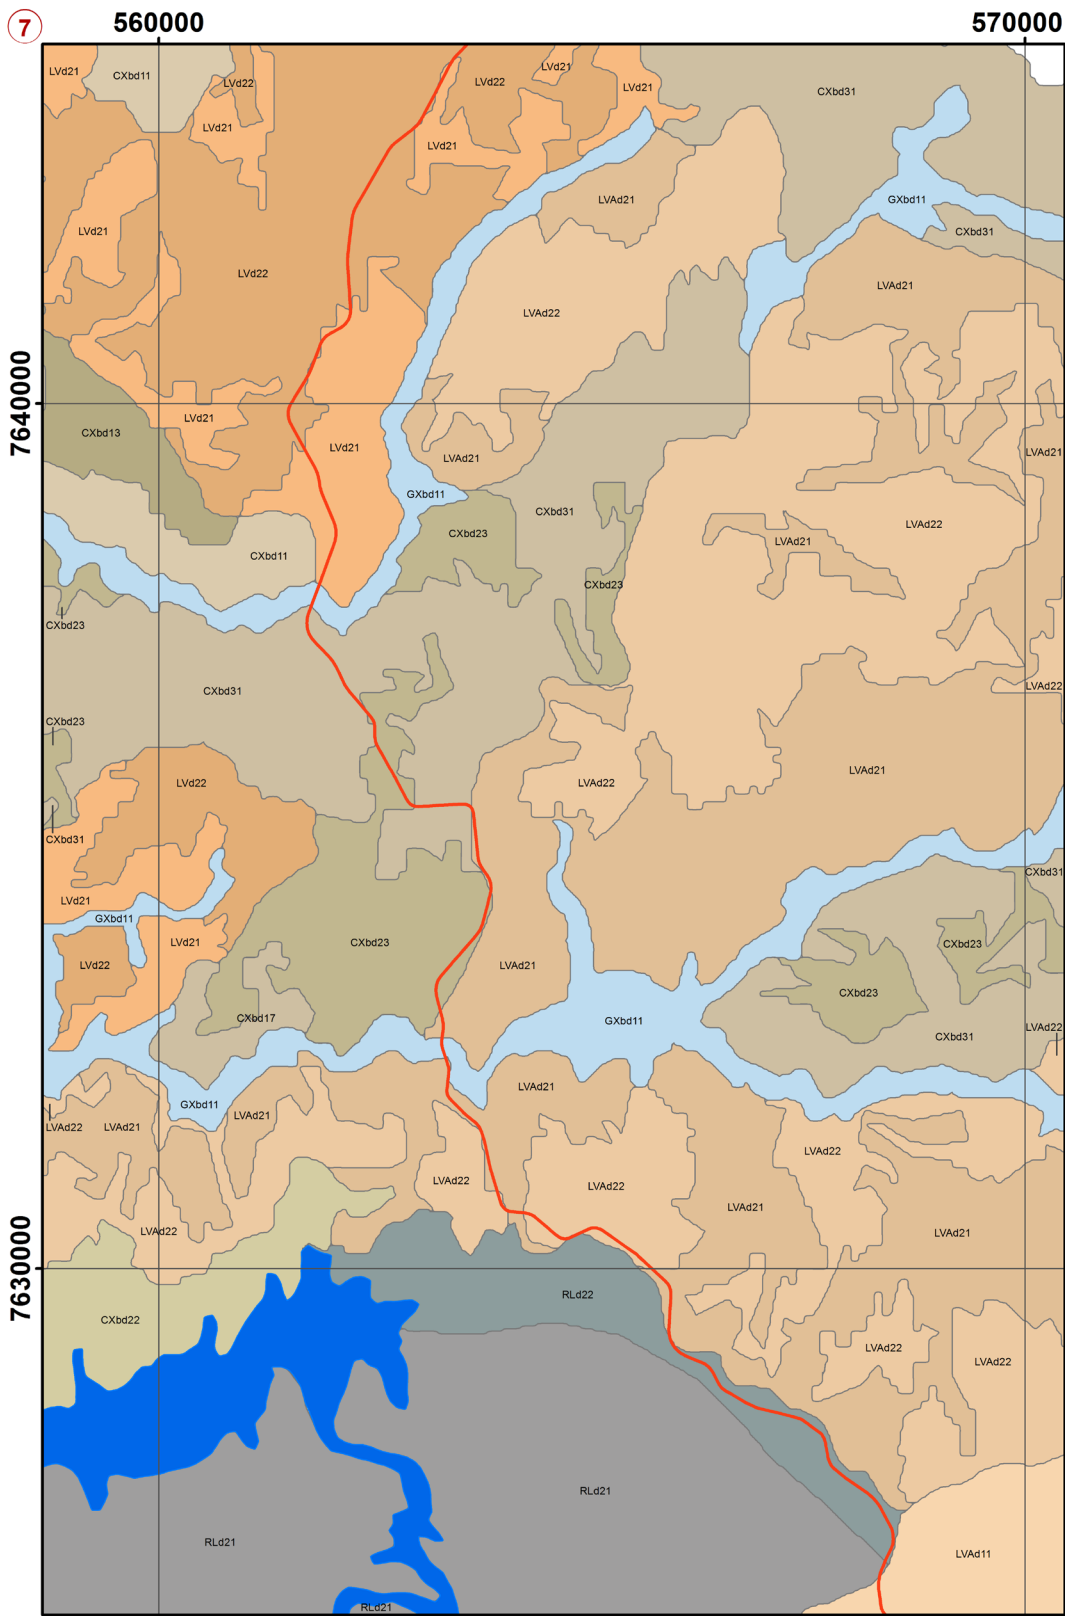 7
560000
570000
LVd21
CXbd11
LVd22
LVd22
LVd21
LVd21
CXbd31
LVd21
LVd21
LVAd21
GXbd11
LVd21
CXbd31
LVd22
LVAd21
LVAd22
7640000
LVd21
CXbd13
LVd21
LVAd21
LVAd21
GXbd11
CXbd31
LVAd22
CXbd23
LVAd21
CXbd11
CXbd23
CXbd23
LVAd22
CXbd31
CXbd23
LVAd21
LVd22
LVAd22
CXbd31
CXbd31
LVd21
GXbd11
LVd21
CXbd23
CXbd23
LVd22
LVAd21
CXbd23
CXbd17
GXbd11
LVAd22
CXbd31
LVAd21
GXbd11
LVAd21
LVAd22
LVAd21
LVAd22
LVAd22
LVAd22
LVAd21
LVAd22
LVAd21
7630000
RLd22
CXbd22
LVAd22
LVAd22
RLd21
RLd21
LVAd11
RLd21